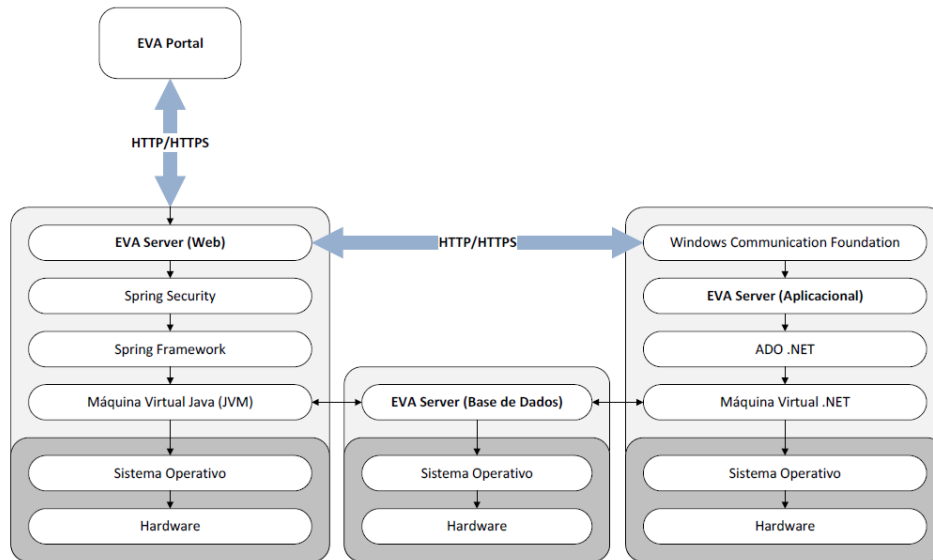 EVA Portal
HTTP/HTTPS
EVA Server (Web)
HTTP/HTTPS
Windows Communication Foundation
Spring Security
EVA Server (Aplicacional)
Spring Framework
ADO .NET
Máquina Virtual Java (JVM)
EVA Server (Base de Dados)
Máquina Virtual .NET
Sistema Operativo
Sistema Operativo
Sistema Operativo
Hardware
Hardware
Hardware